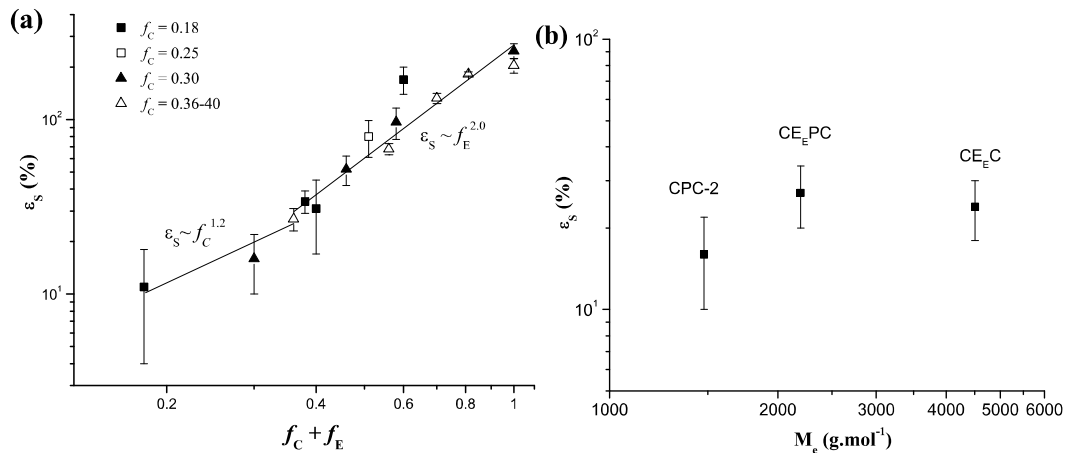 (a)
f_C = 0.18
f_C = 0.25
f_C = 0.30
f_C = 0.36-40
ε_S ~ f_E^2.0
ε_S ~ f_C^1.2
10^2
10^1
ε_S (%)
0.2 0.4 0.6 0.8 1
f_C + f_E
(b)
10^2
10^1
ε_S (%)
CPC-2
CE_EPC
CE_EC
1000 2000 3000 4000 5000 6000
M_e (g.mol^-1)